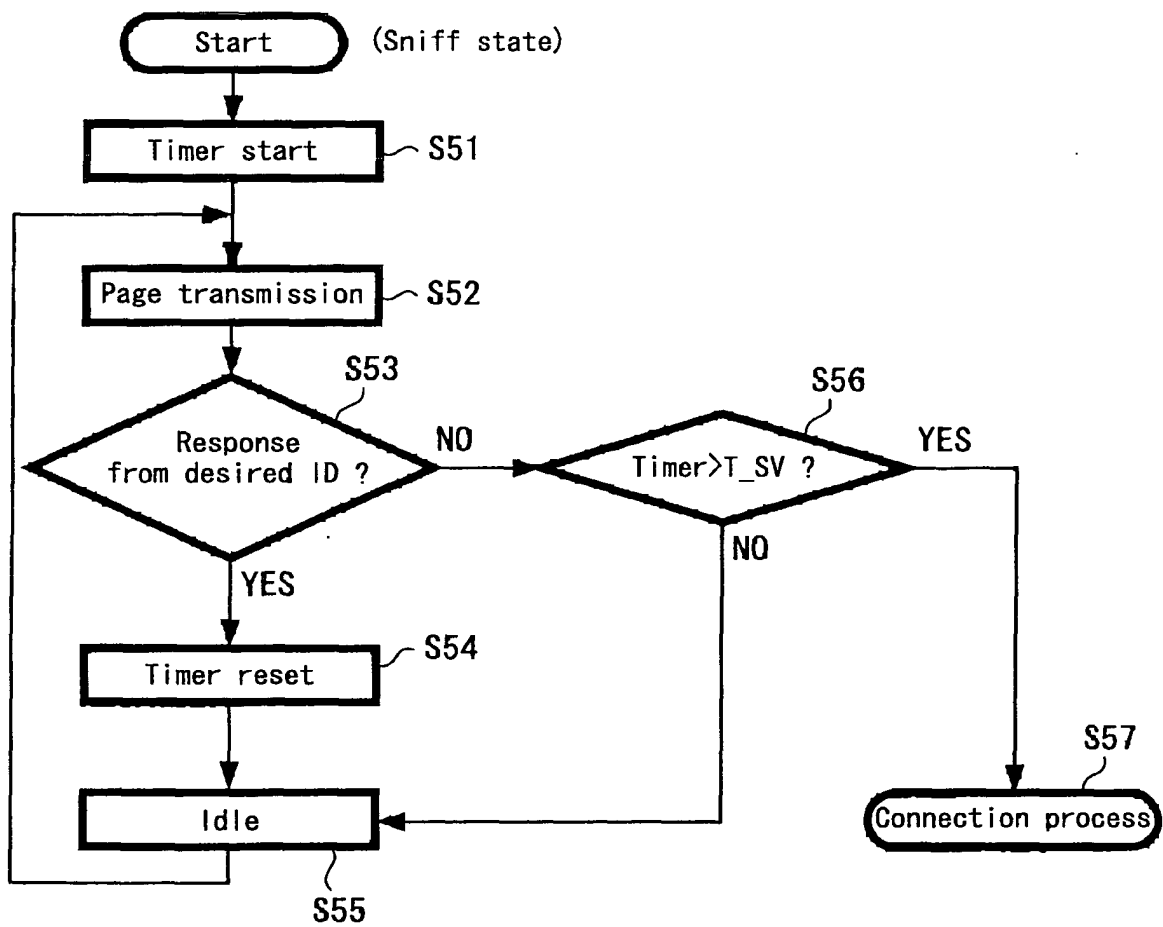 Start (Sniff state)
Timer start
S51
Page transmission
S52
S53
Response
from desired ID ?
NO
YES
S56
Timer>T_SV ?
YES
NO
Timer reset
S54
Idle
S55
S57
Connection process